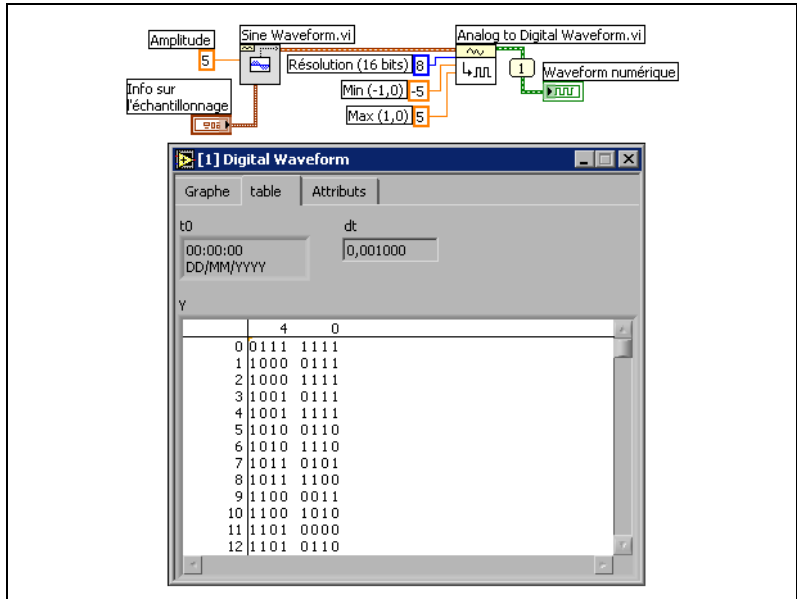 Amplitude
5
Sine Waveform.vi
Analog to Digital Waveform.vi
Résolution (16 bits) 8
1
Waveform numérique
Min (-1,0) -5
Max (1,0) 5
Info sur
l'échantillonnage
[1] Digital Waveform
Graphe table Attributs
t0
dt
00:00:00
DD/MM/YYYY
0,001000
Y
4 0
0 0111 1111
1 1000 0111
2 1000 1111
3 1001 0111
4 1001 1111
5 1010 0110
6 1010 1110
7 1011 0101
8 1011 1100
9 1100 0011
10 1100 1010
11 1101 0000
12 1101 0110